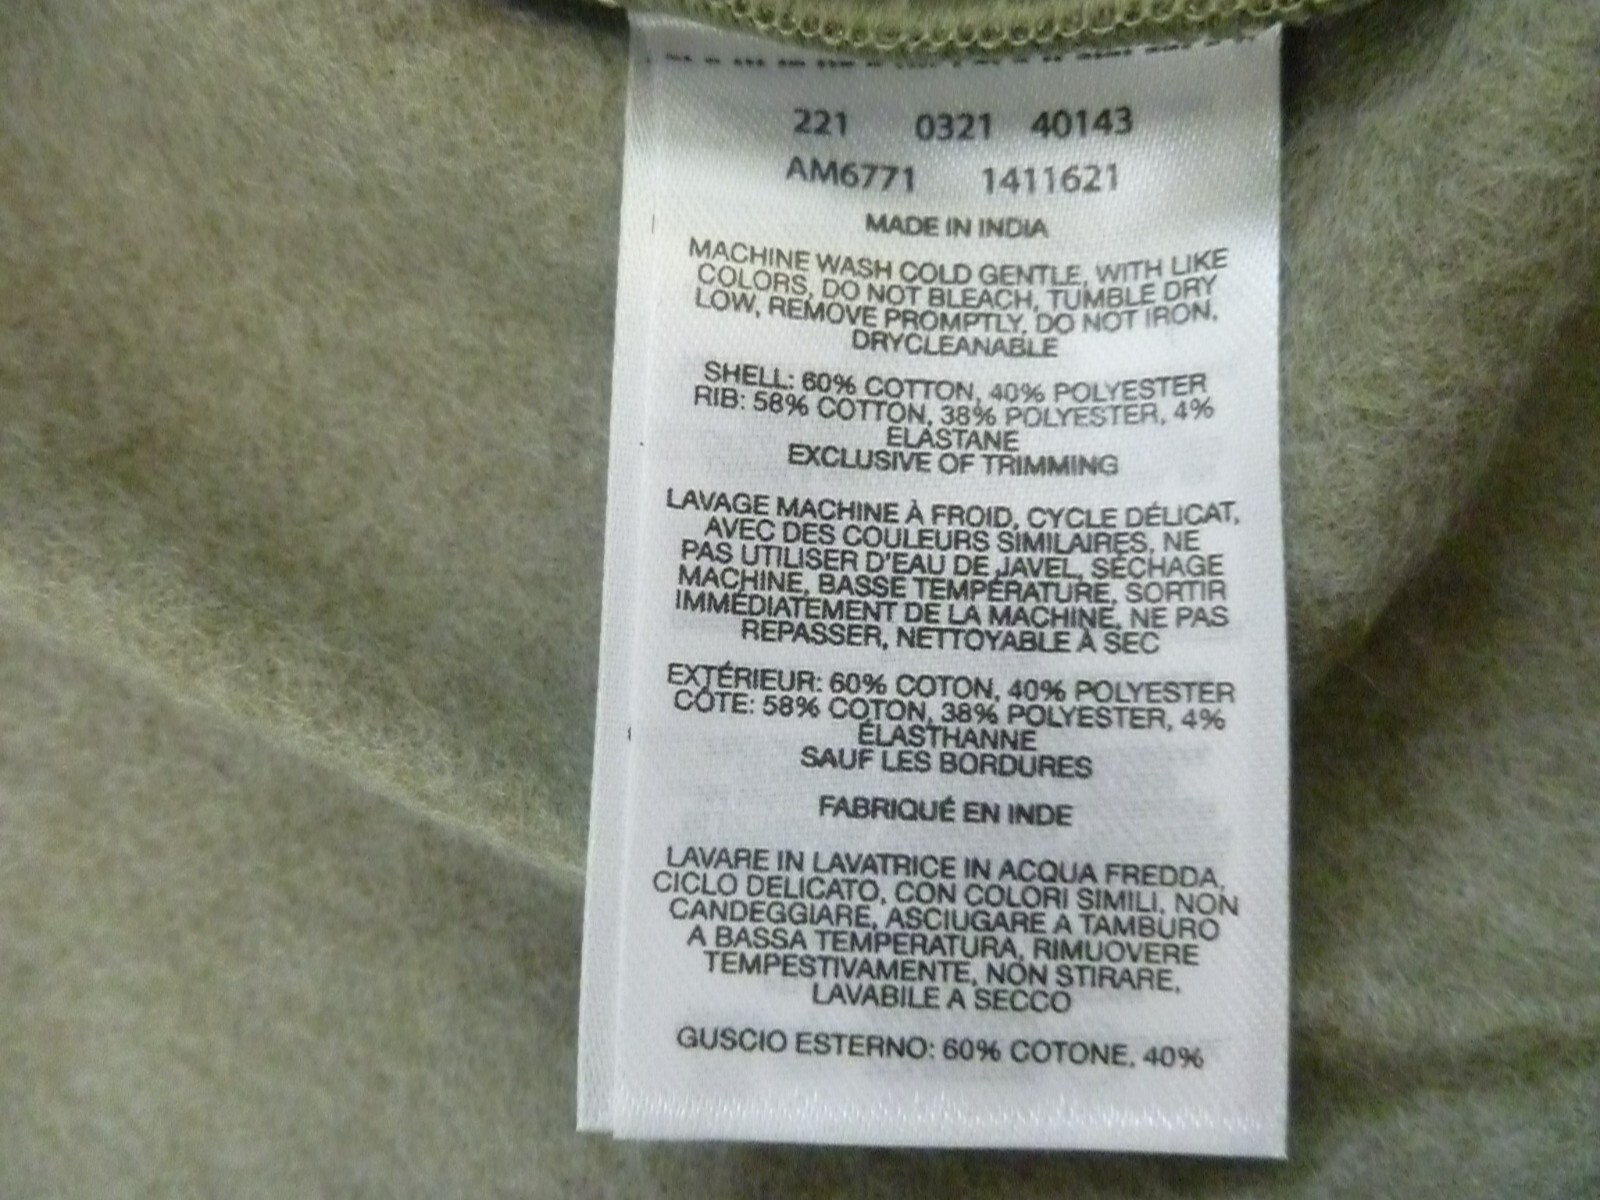 221 0321 40143
AM6771 1411621
MADE IN INDIA
MACHINE WASH COLD GENTLE, WITH LIKE
COLORS, DO NOT BLEACH, TUMBLE DRY
LOW, REMOVE PROMPTLY, DO NOT IRON,
DRYCLEANABLE
SHELL: 60% COTTON, 40% POLYESTER
RIB: 58% COTTON, 38% POLYESTER, 4%
ELASTANE
EXCLUSIVE OF TRIMMING
LAVAGE MACHINE À FROID, CYCLE DÉLICAT,
AVEC DES COULEURS SIMILAIRES, NE
PAS UTILISER D'EAU DE JAVEL, SÉCHAGE
MACHINE, BASSE TEMPÉRATURE, SORTIR
IMMÉDIATEMENT DE LA MACHINE, NE PAS
REPASSER, NETTOYABLE À SEC
EXTÉRIEUR: 60% COTON, 40% POLYESTER
CÔTE: 58% COTON, 38% POLYESTER, 4%
ÉLASTHANNE
SAUF LES BORDURES
FABRIQUÉ EN INDE
LAVARE IN LAVATRICE IN ACQUA FREDDA,
CICLO DELICATO, CON COLORI SIMILI, NON
CANDEGGIARE, ASCIUGARE A TAMBURO
A BASSA TEMPERATURA, RIMUOVERE
TEMPESTIVAMENTE, NON STIRARE,
LAVABILE A SECCO
GUSCIO ESTERNO: 60% COTONE, 40%